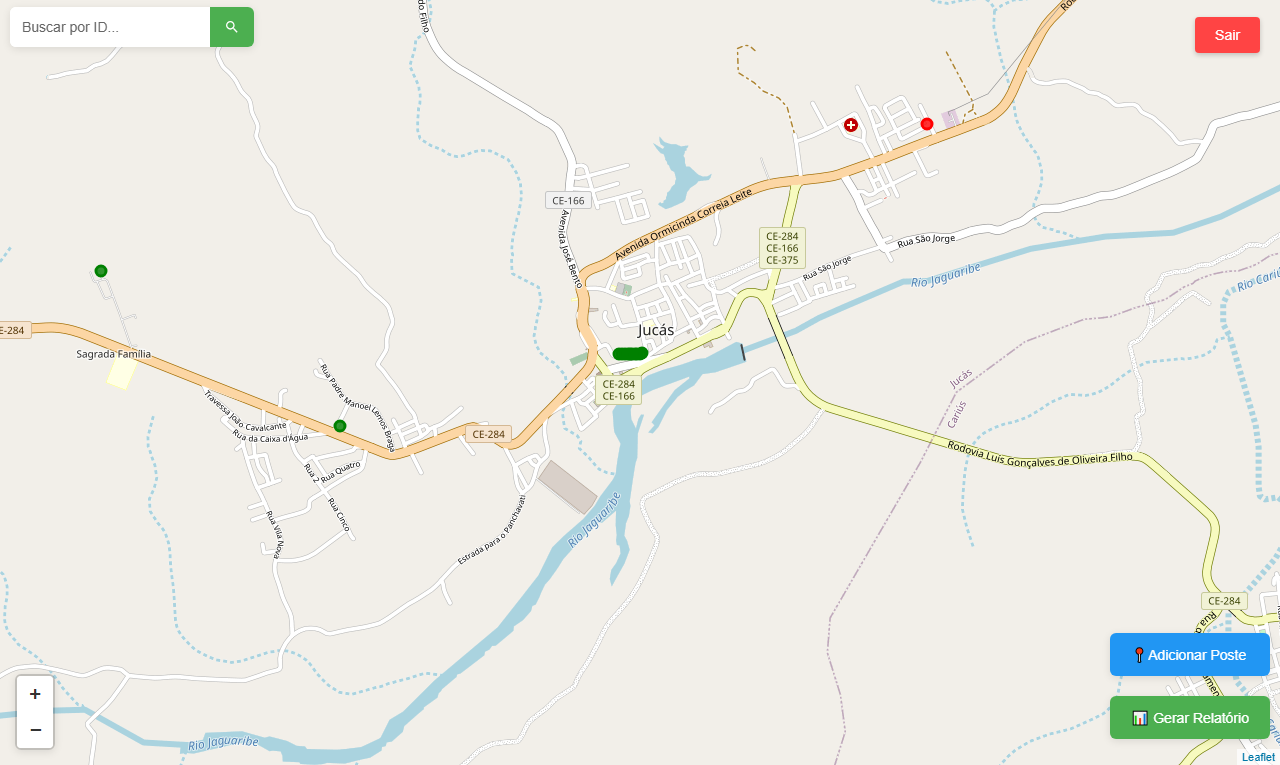 Buscar por ID...
do Filho
Sair
CE-166
Avenida José Bento
Avenida Ormicinda Correia Leite
CE-284
CE-166
CE-375
Rua São Jorge
Rua São Jorge
Rio Jaguaribe
Jucás
CE-284
Sagrada Família
CE-284
CE-166
Jucás
Cariús
Travessa João Cavalcante
Rua da Caixa d'Água
Rua Padre Manoel Lemos Braga
CE-284
Rua 2
Rua Quatro
Rua Cinco
Rua Vila Nova
Estrada para o Panchavati
Rio Jaguaribe
Rodovia Luis Gonçalves de Oliveira Filho
CE-284
Adicionar Poste
Gerar Relatório
+
−
Rio Jaguaribe
Leaflet